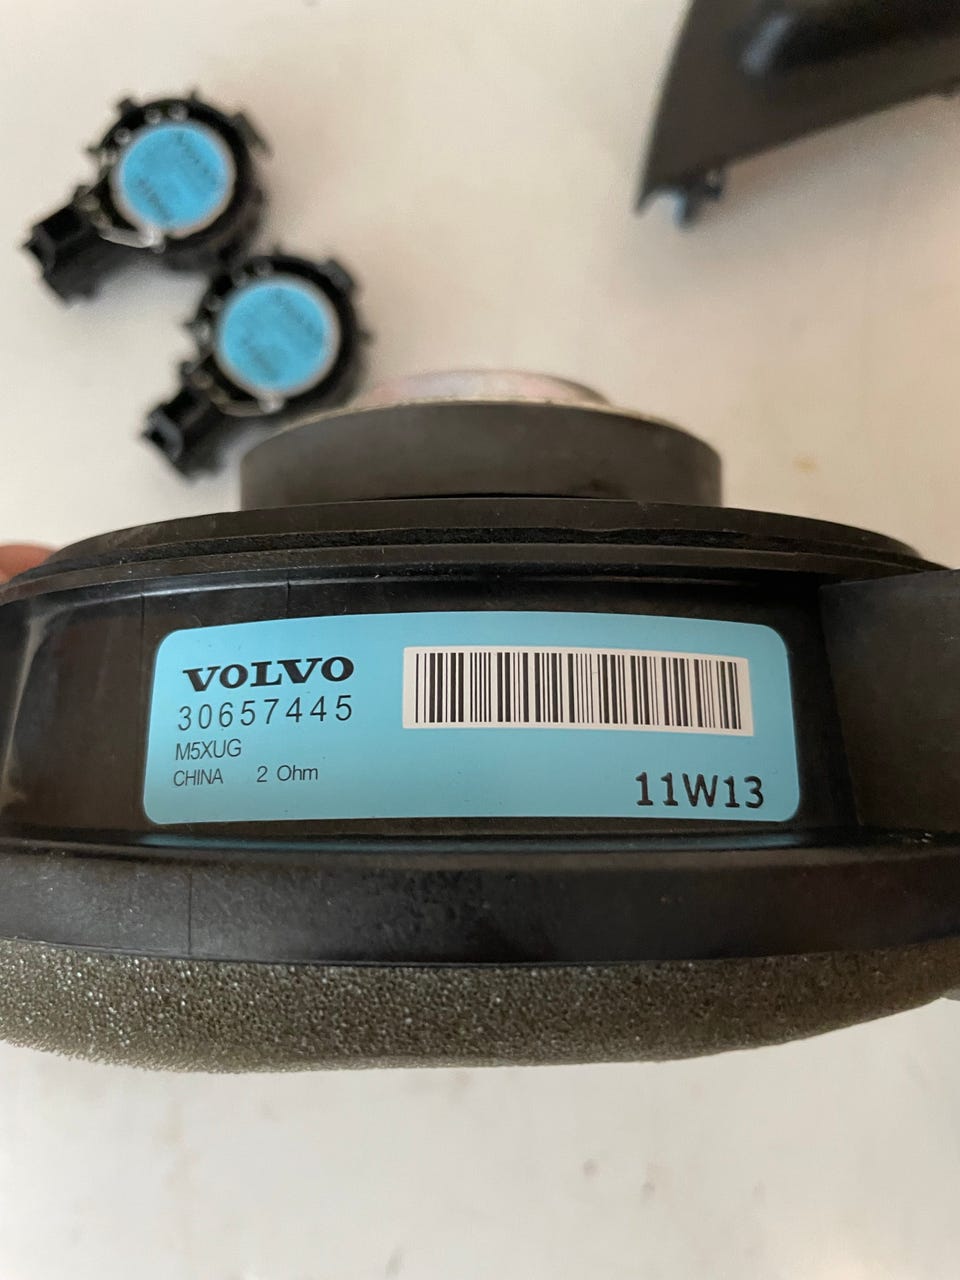 VOLVO
30657445
M5XUG
CHINA 2 Ohm
11W13